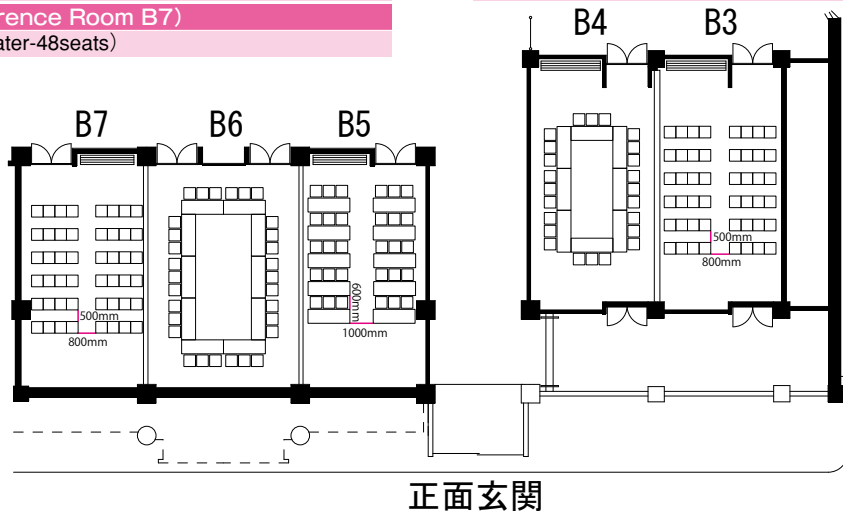 rence Room B7)
ater-48seats)
B4
B3
B7
B6
B5
500mm
800mm
600mm
1000mm
500mm
800mm
正面玄関